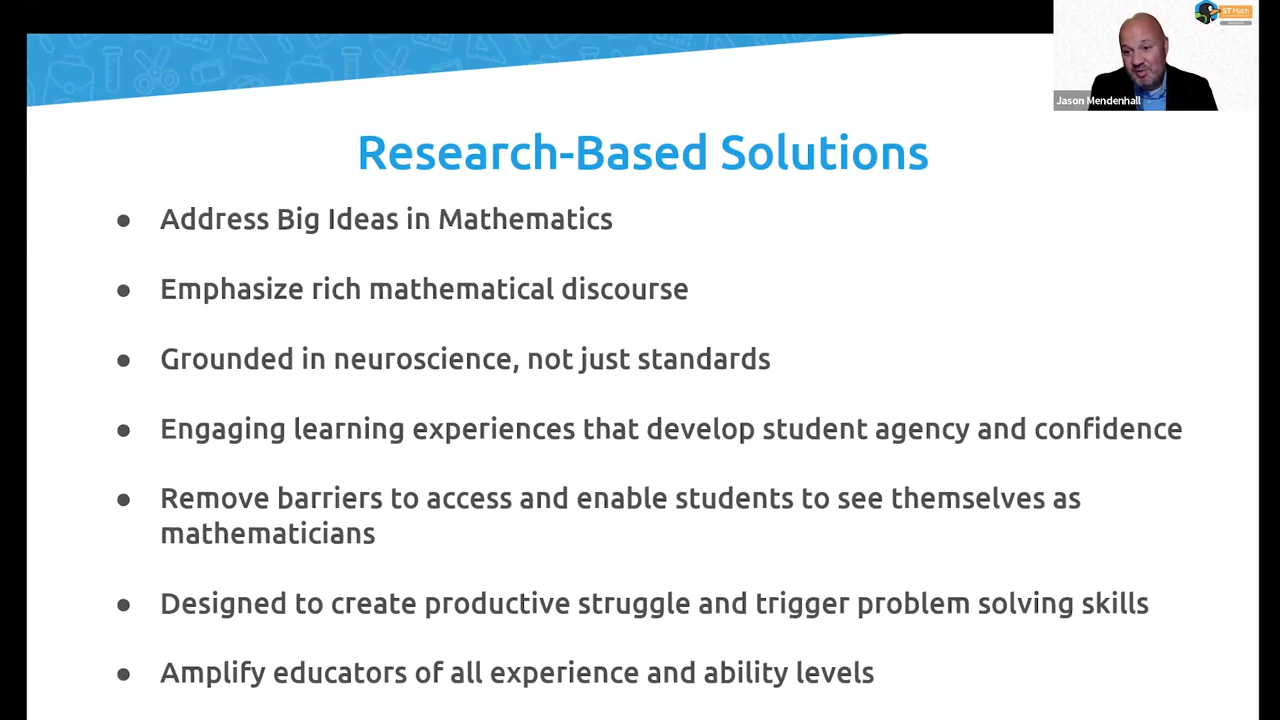 ST Math
Jason Mendenhall
Research-Based Solutions
● Address Big Ideas in Mathematics
● Emphasize rich mathematical discourse
● Grounded in neuroscience, not just standards
● Engaging learning experiences that develop student agency and confidence
● Remove barriers to access and enable students to see themselves as
mathematicians
● Designed to create productive struggle and trigger problem solving skills
● Amplify educators of all experience and ability levels